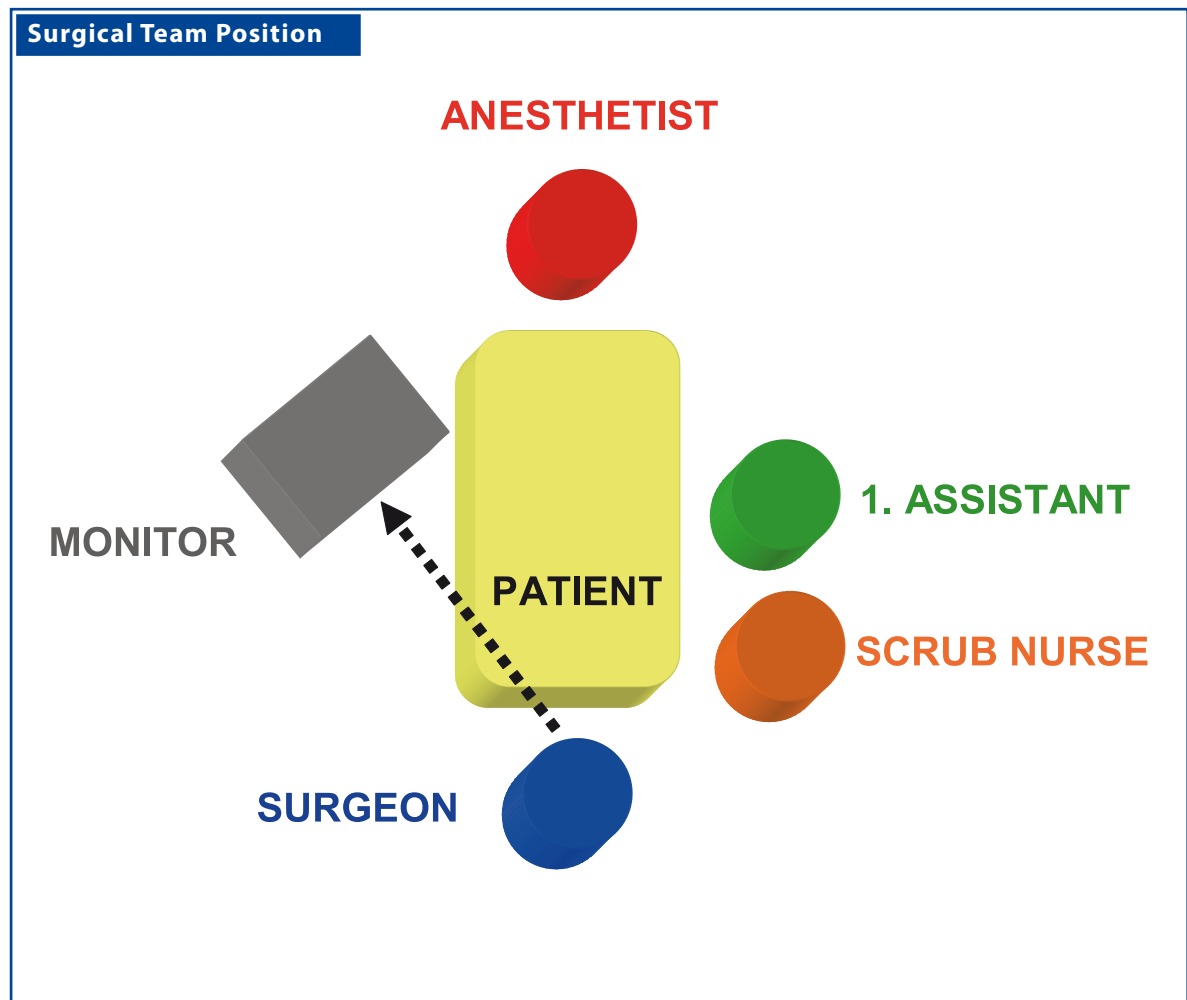 Surgical Team Position
ANESTHETIST
1. ASSISTANT
MONITOR
PATIENT
SCRUB NURSE
SURGEON